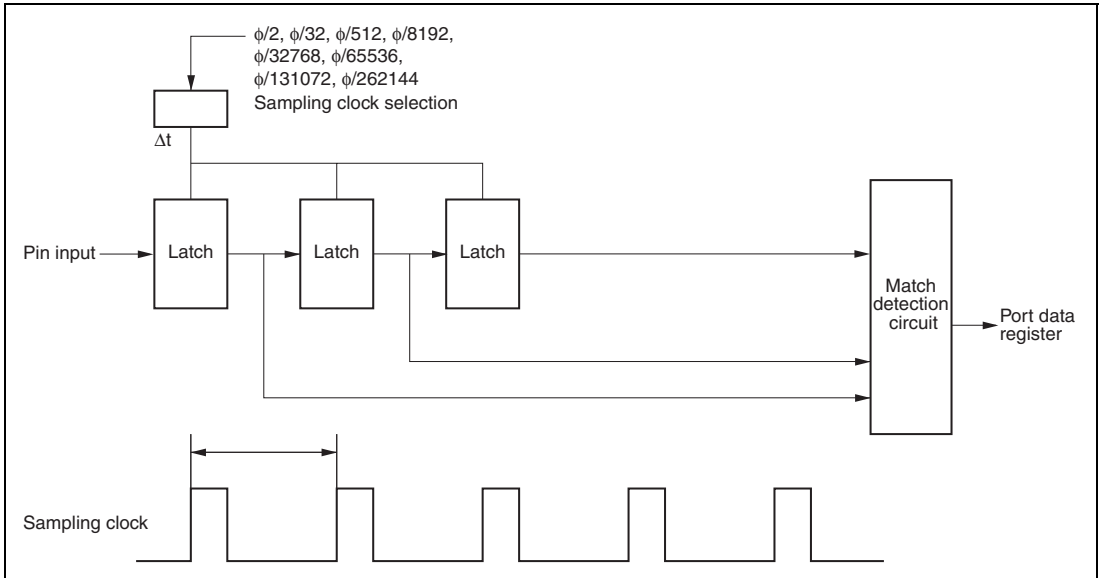 ϕ/2, ϕ/32, ϕ/512, ϕ/8192,
ϕ/32768, ϕ/65536,
ϕ/131072, ϕ/262144
Sampling clock selection
Δt
Pin input
Latch
Latch
Latch
Match
detection
circuit
Port data
register
Sampling clock